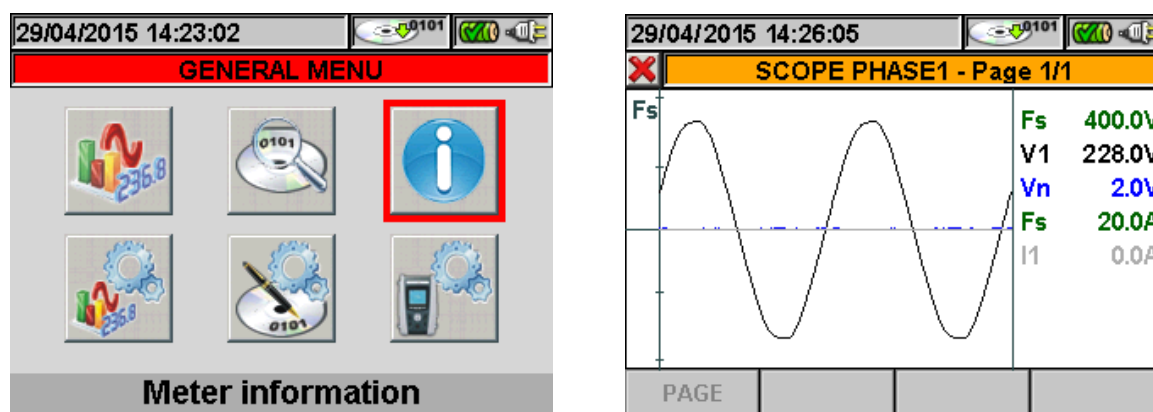 29/04/2015 14:23:02
0101
GENERAL MENU
236.8
0101
236.8
0101
Meter information
29/04/2015 14:26:05
0101
SCOPE PHASE1 - Page 1/1
Fs
Fs 400.0V
V1 228.0V
Vn 2.0V
Fs 20.0A
I1 0.0A
PAGE